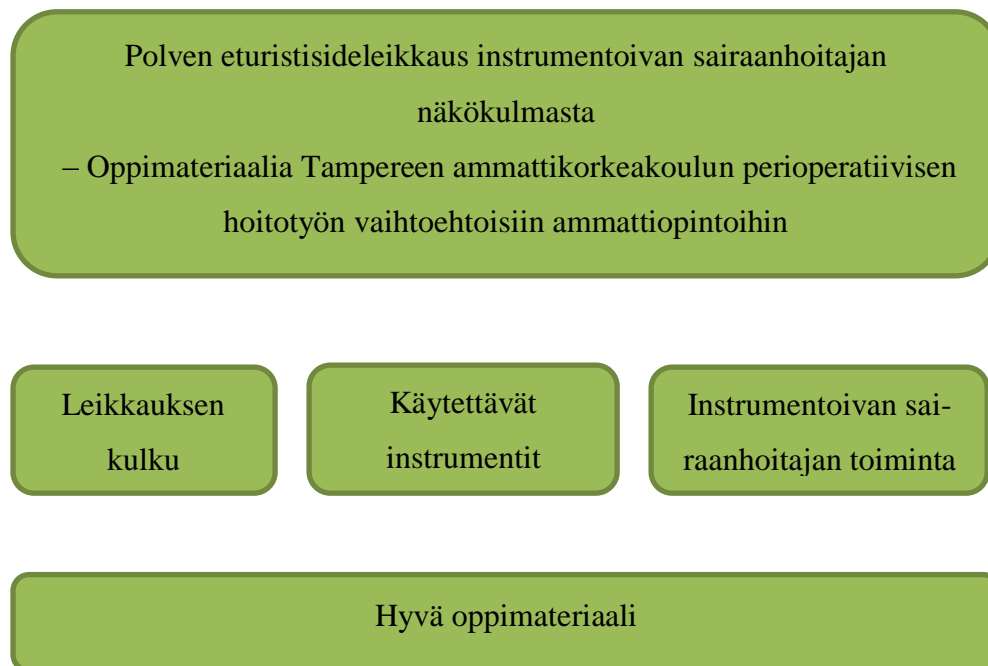 Polven eturistisideleikkaus instrumentoivan sairaanhoitajan
näkökulmasta
– Oppimateriaalia Tampereen ammattikorkeakoulun perioperatiivisen
hoitotyön vaihtoehtoisiin ammattiopintoihin
Leikkauksen
kulku
Käytettävät
instrumentit
Instrumentoivan sai-
raanhoitajan toiminta
Hyvä oppimateriaali